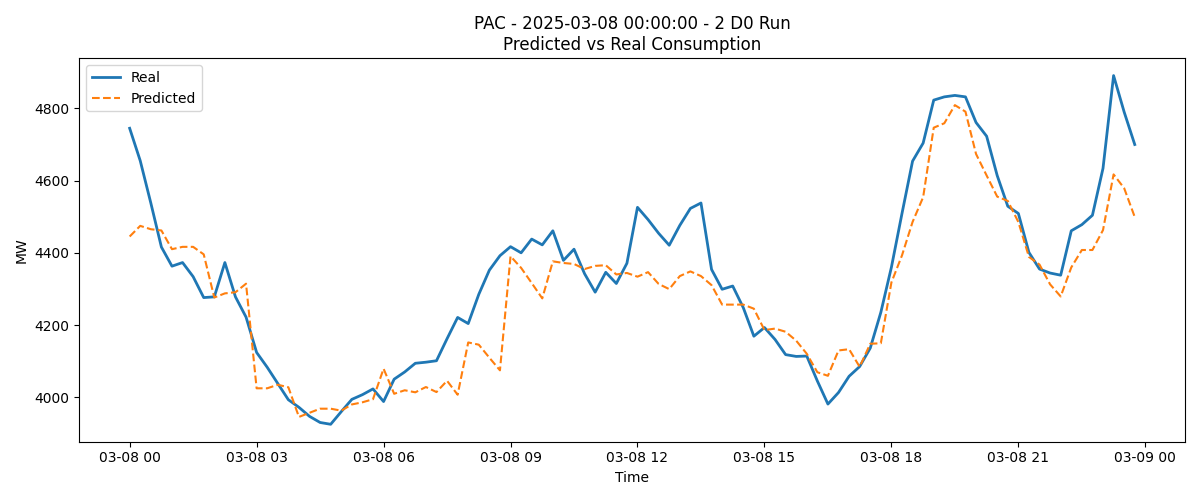 PAC - 2025-03-08 00:00:00 - 2 D0 Run
Predicted vs Real Consumption
Real
Predicted
4800
4600
4400
4200
4000
MW
03-08 00 03-08 03 03-08 06 03-08 09 03-08 12 03-08 15 03-08 18 03-08 21 03-09 00
Time